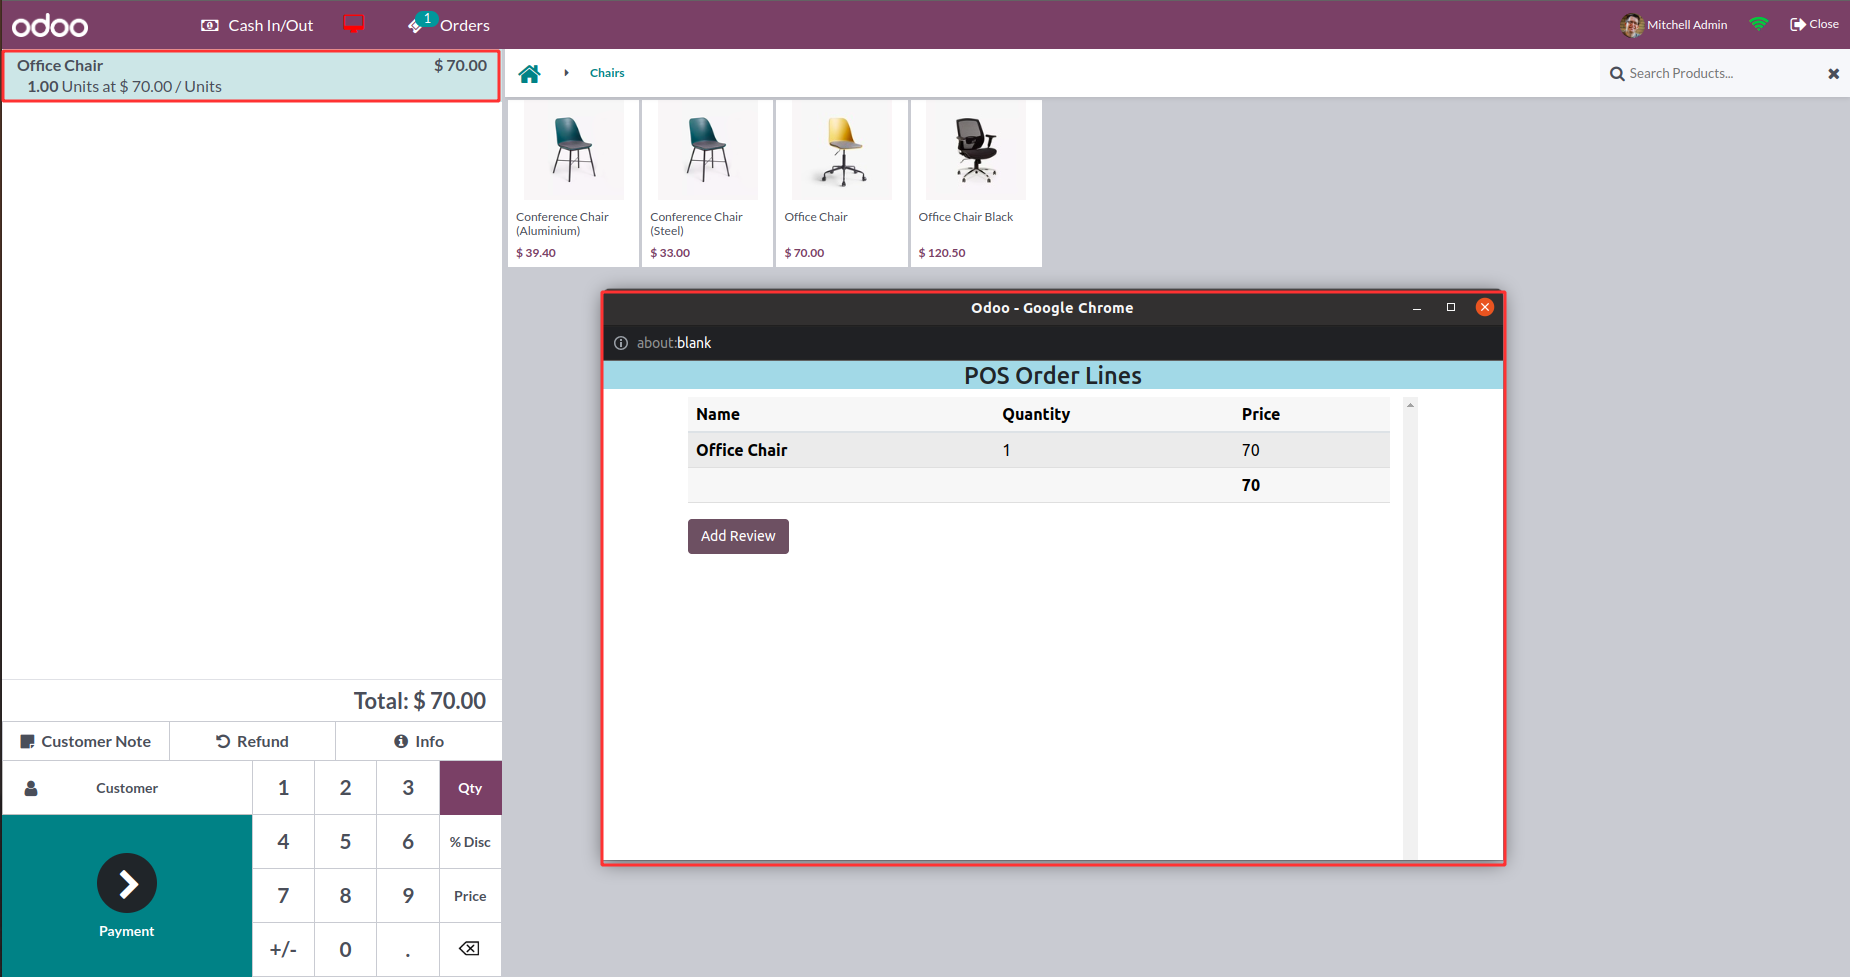 odoo
Cash In/Out
1
Orders
Mitchell Admin
Close
Office Chair $ 70.00
1.00 Units at $ 70.00 / Units
Chairs
Search Products...
Conference Chair
(Aluminium)
$ 39.40
Conference Chair
(Steel)
$ 33.00
Office Chair
$ 70.00
Office Chair Black
$ 120.50
Odoo - Google Chrome
about:blank
POS Order Lines
Name Quantity Price
Office Chair 1 70
70
Add Review
Total: $ 70.00
Customer Note Refund Info
Customer
1 2 3 Qty
4 5 6 % Disc
7 8 9 Price
Payment
+/- 0 .